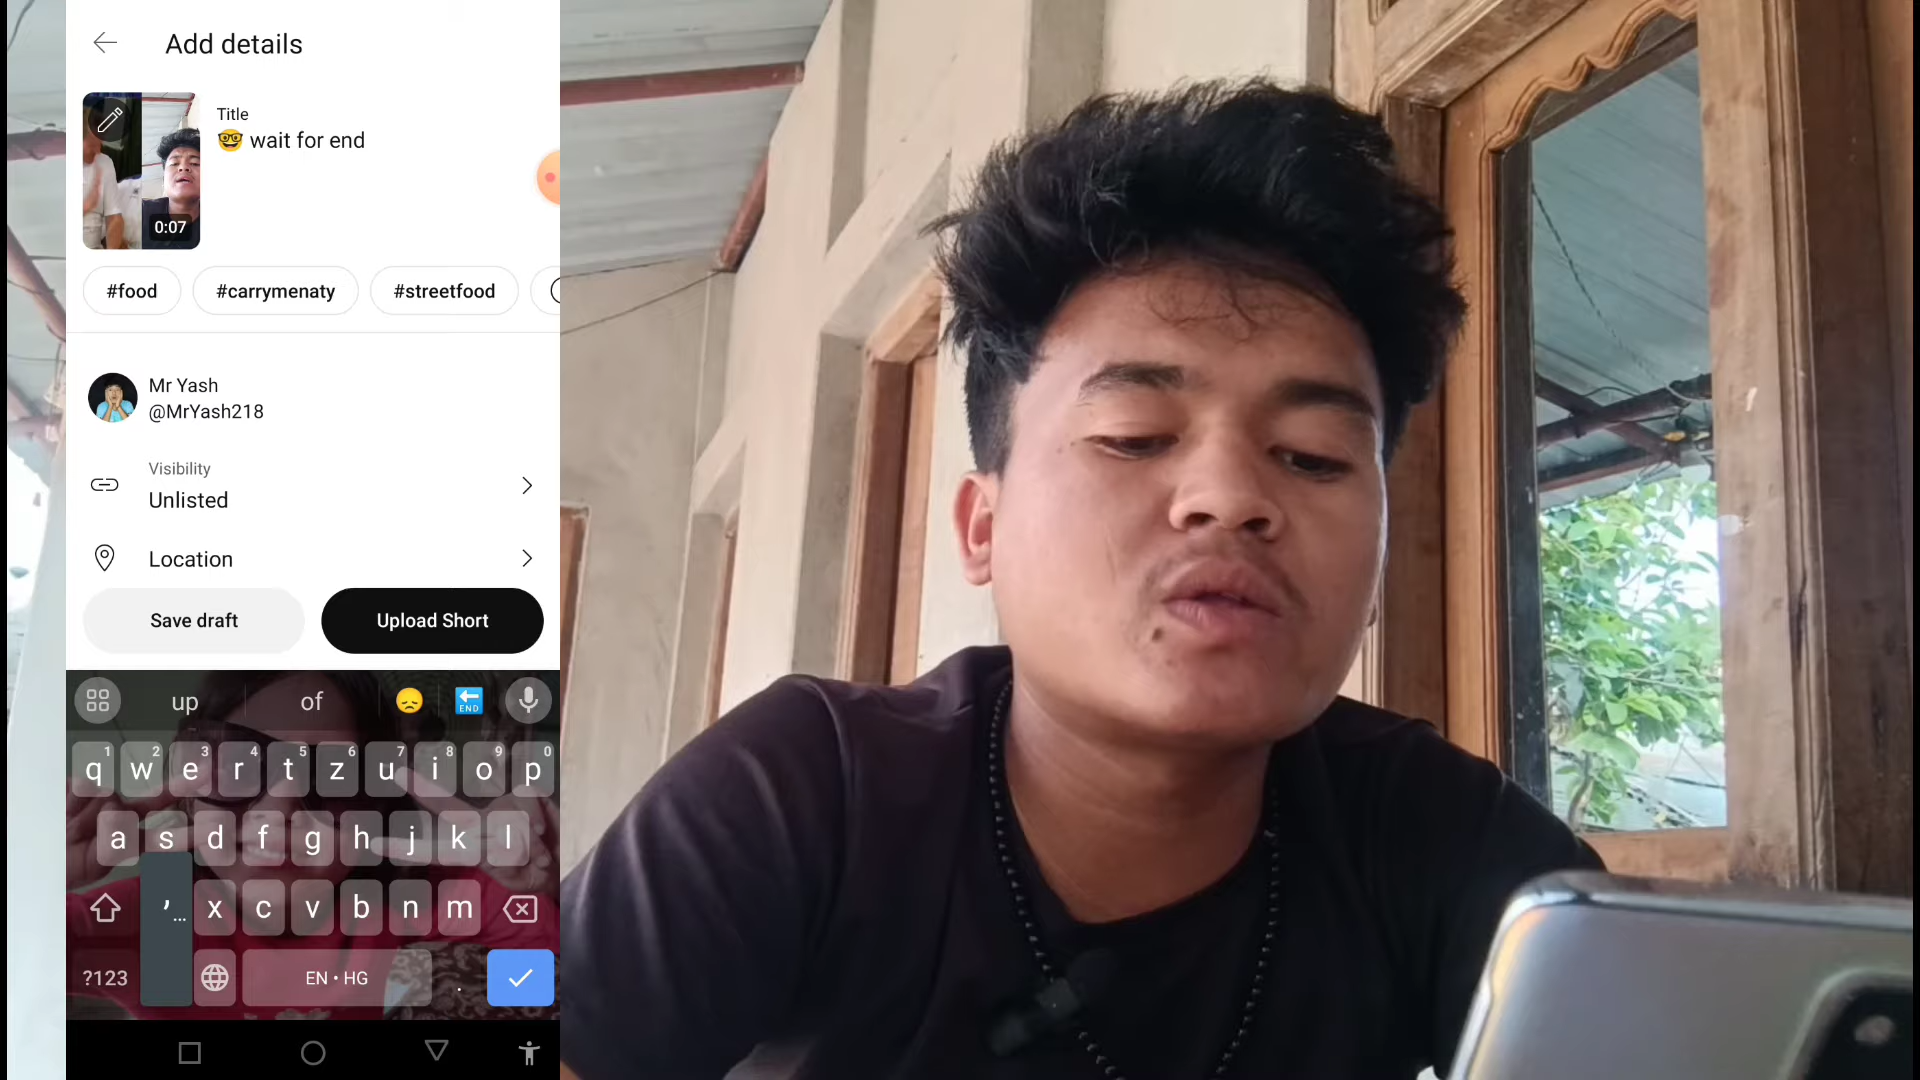 Add details
Title
🤓 wait for end
0:07
#food #carrymenaty #streetfood
Mr Yash
@MrYash218
Visibility
Unlisted
Location
Save draft Upload Short
up of 😞 🔙 END
1 2 3 4 5 6 7 8 9 0
q w e r t z u i o p
a s d f g h j k l
, ... x c v b n m
?123 EN • HG .